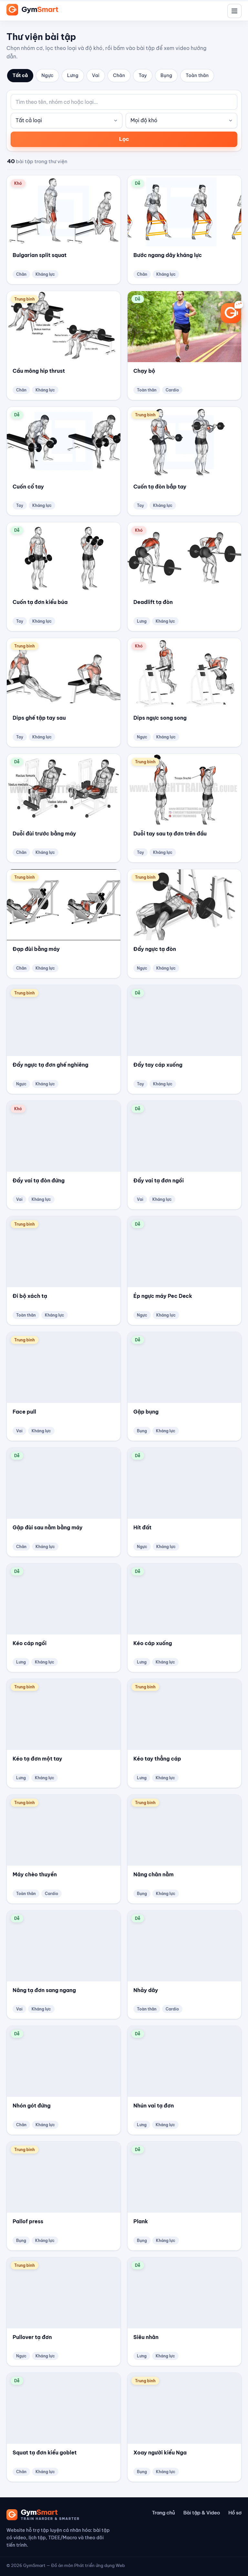 GymSmart
Thư viện bài tập
Chọn nhóm cơ, lọc theo loại và độ khó, rồi bấm vào bài tập để xem video hướng
dẫn.
Tất cả
Ngực
Lưng
Vai
Chân
Tay
Bụng
Toàn thân
Tìm theo tên, nhóm cơ hoặc loại...
Tất cả loại
Mọi độ khó
Lọc
40 bài tập trong thư viện
Khó
Bulgarian split squat
Chân
Kháng lực
Dễ
Bước ngang dây kháng lực
Chân
Kháng lực
Trung bình
Cầu mông hip thrust
Chân
Kháng lực
Dễ
Chạy bộ
Toàn thân
Cardio
Dễ
Cuốn cổ tay
Tay
Kháng lực
Trung bình
Cuốn tạ đòn bắp tay
Tay
Kháng lực
Dễ
Cuốn tạ đơn kiểu búa
Tay
Kháng lực
Khó
Deadlift tạ đòn
Lưng
Kháng lực
Trung bình
Dips ghế tập tay sau
Tay
Kháng lực
Khó
Dips ngực song song
Ngực
Kháng lực
Dễ
Duỗi đùi trước bằng máy
Chân
Kháng lực
Trung bình
Duỗi tay sau tạ đơn trên đầu
Tay
Kháng lực
Trung bình
Đạp đùi bằng máy
Chân
Kháng lực
Trung bình
Đẩy ngực tạ đòn
Ngực
Kháng lực
Trung bình
Đẩy ngực tạ đơn ghế nghiêng
Ngực
Kháng lực
Dễ
Đẩy tay cáp xuống
Tay
Kháng lực
Khó
Đẩy vai tạ đòn đứng
Vai
Kháng lực
Dễ
Đẩy vai tạ đơn ngồi
Vai
Kháng lực
Trung bình
Đi bộ xách tạ
Toàn thân
Kháng lực
Dễ
Ép ngực máy Pec Deck
Ngực
Kháng lực
Trung bình
Face pull
Vai
Kháng lực
Dễ
Gập bụng
Bụng
Kháng lực
Dễ
Gập đùi sau nằm bằng máy
Chân
Kháng lực
Dễ
Hít đất
Ngực
Kháng lực
Dễ
Kéo cáp ngồi
Lưng
Kháng lực
Dễ
Kéo cáp xuống
Lưng
Kháng lực
Trung bình
Kéo tạ đơn một tay
Lưng
Kháng lực
Trung bình
Kéo tay thẳng cáp
Lưng
Kháng lực
Trung bình
Máy chèo thuyền
Toàn thân
Cardio
Trung bình
Nâng chân nằm
Bụng
Kháng lực
Dễ
Nâng tạ đơn sang ngang
Vai
Kháng lực
Dễ
Nhảy dây
Toàn thân
Cardio
Dễ
Nhón gót đứng
Chân
Kháng lực
Dễ
Nhún vai tạ đơn
Lưng
Kháng lực
Trung bình
Pallof press
Bụng
Kháng lực
Dễ
Plank
Bụng
Kháng lực
Trung bình
Pullover tạ đơn
Ngực
Kháng lực
Dễ
Siêu nhân
Lưng
Kháng lực
Dễ
Squat tạ đơn kiểu goblet
Chân
Kháng lực
Trung bình
Xoay người kiểu Nga
Bụng
Kháng lực
GymSmart
TRAIN HARDER & SMARTER
Website hỗ trợ tập luyện cá nhân hóa: bài tập
có video, lịch tập, TDEE/Macro và theo dõi
tiến trình.
Trang chủ
Bài tập & Video
Hồ sơ
© 2026 GymSmart — Đồ án môn Phát triển ứng dụng Web